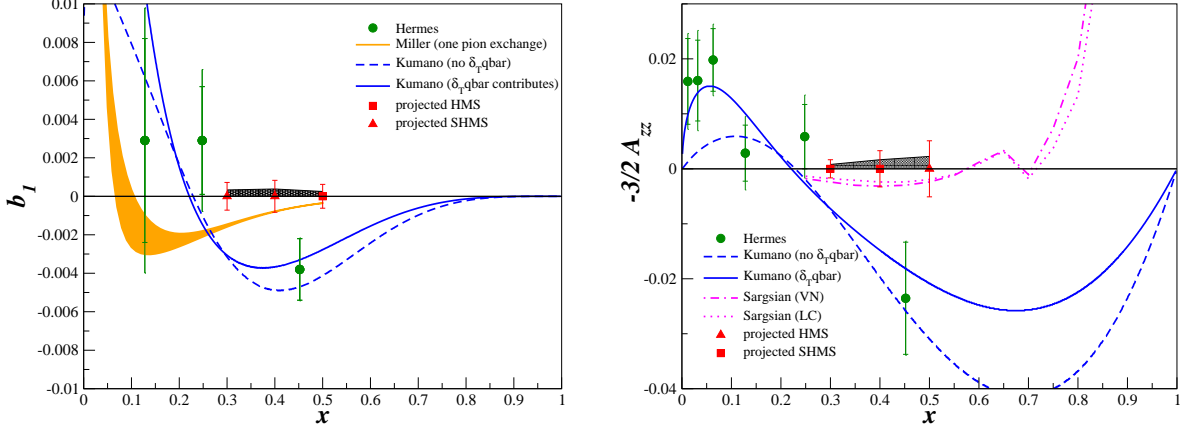 0.01
0.008
0.006
0.004
0.002
0
-0.002
-0.004
-0.006
-0.008
-0.01
b₁
Hermes
Miller (one pion exchange)
Kumano (no δ_Tqbar)
Kumano (δ_Tqbar contributes)
projected HMS
projected SHMS
0 0.1 0.2 0.3 0.4 0.5 0.6 0.7 0.8 0.9 1
x
0.02
0
-0.02
-0.04
-3/2 A_zz
Hermes
Kumano (no δ_Tqbar)
Kumano (δ_Tqbar)
Sargsian (VN)
Sargsian (LC)
projected HMS
projected SHMS
0 0.1 0.2 0.3 0.4 0.5 0.6 0.7 0.8 0.9 1
x